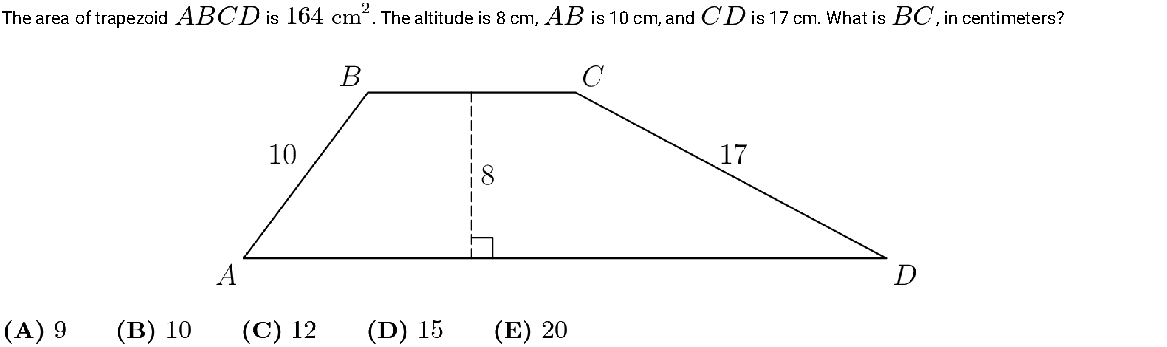 The area of trapezoid ABCD is 164 cm². The altitude is 8 cm, AB is 10 cm, and CD is 17 cm. What is BC, in centimeters?
B C
10 17
8
A D
(A) 9 (B) 10 (C) 12 (D) 15 (E) 20